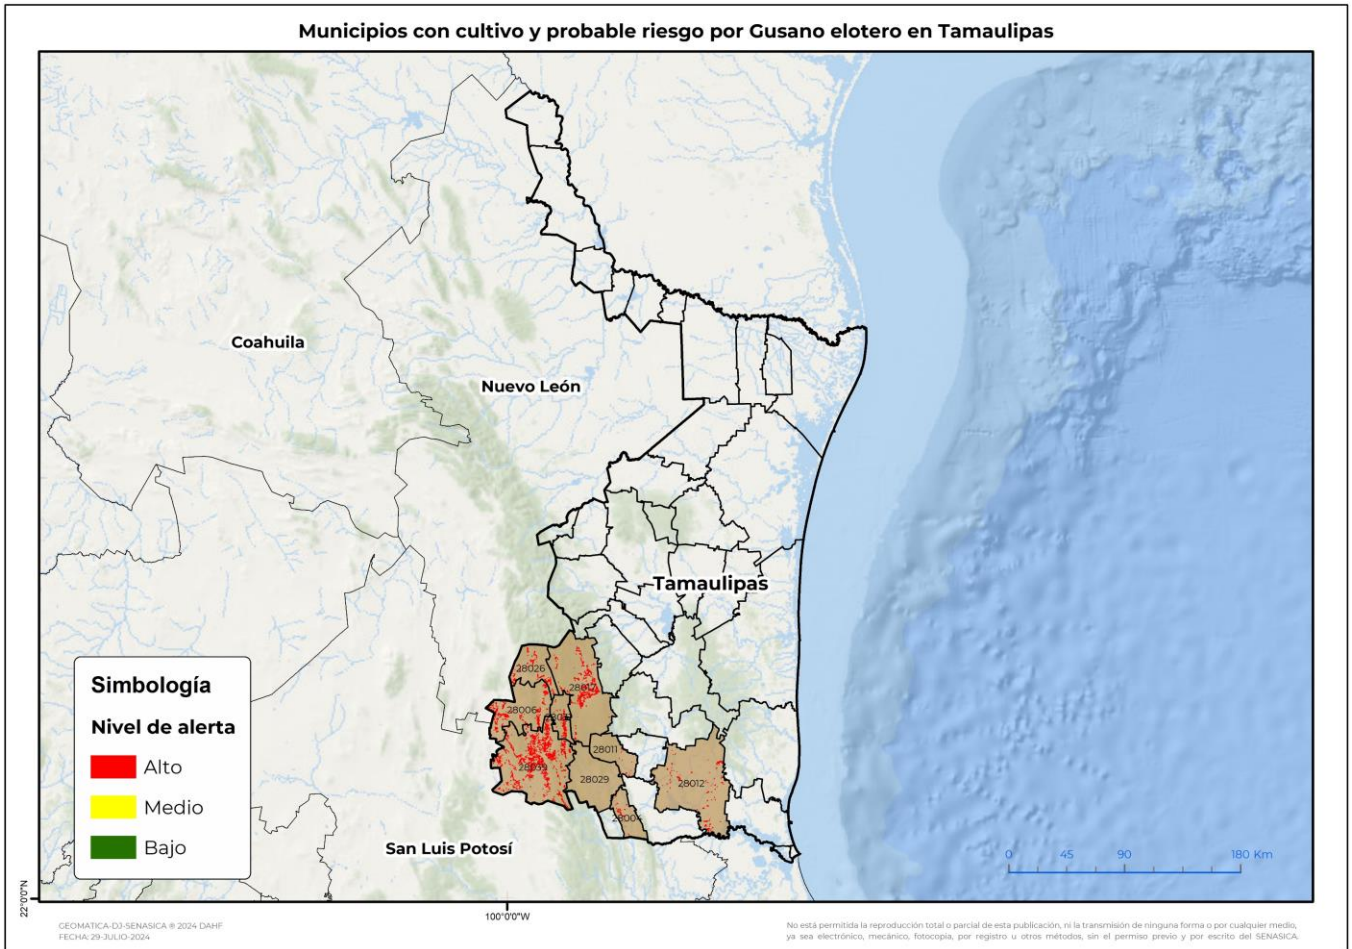 Municipios con cultivo y probable riesgo por Gusano elotero en Tamaulipas
Coahuila
Nuevo León
Tamaulipas
28026
28017
28006
28011
28039
28029
28012
San Luis Potosí
Simbología
Nivel de alerta
Alto
Medio
Bajo
0 45 90 180 Km
22°0'0"N
100°0'0"W
GEOMATICA-DJ-SENASICA ® 2024 DAHF
FECHA: 29-JULIO-2024
No está permitida la reproducción total o parcial de esta publicación, ni la transmisión de ninguna forma o por cualquier medio,
ya sea electrónico, mecánico, fotocopia, por registro u otros métodos, sin el permiso previo y por escrito del SENASICA.